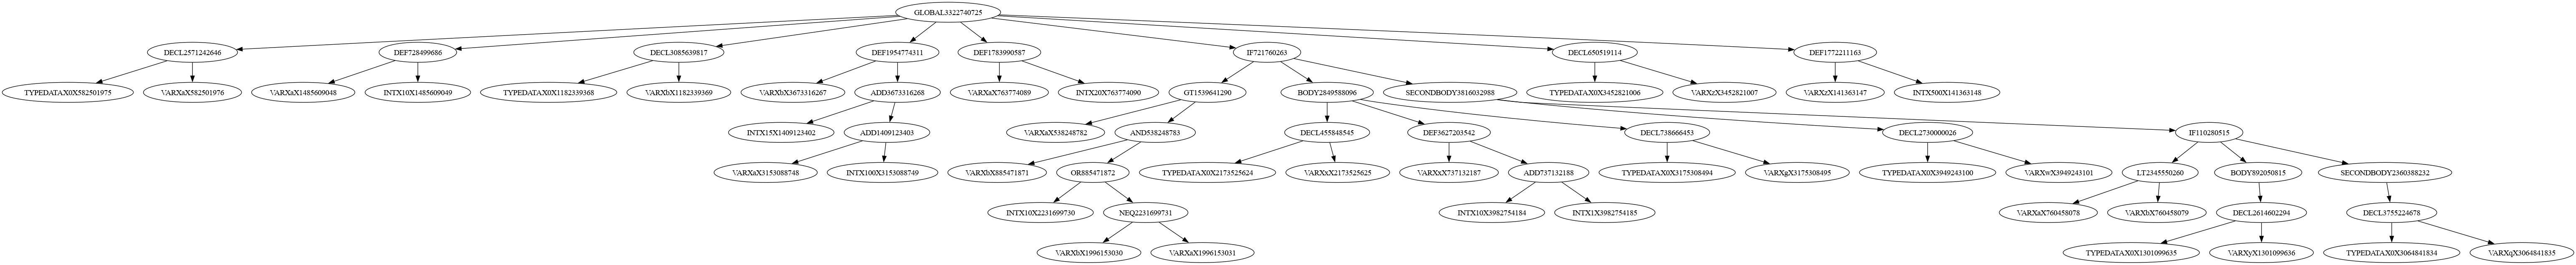 GLOBAL3322740725
DECL2571242646 DEF728499686 DECL3085639817 DEF1954774311 DEF1783990587 IF721760263 DECL650519114 DEF1772211163
TYPEDATAX0X582501975 VARXaX582501976 VARXaX1485609048 INTX10X1485609049 TYPEDATAX0X1182339368 VARXbX1182339369 VARXbX3673316267 ADD3673316268 VARXaX763774089 INTX20X763774090 GT1539641290 BODY2849588096 SECONDBODY3816032988 TYPEDATAX0X3452821006 VARXzX3452821007 VARXzX141363147 INTX500X141363148
INTX15X1409123402 ADD1409123403 VARXaX538248782 AND538248783 DECL455848545 DEF3627203542 DECL738666453 DECL2730000026 IF110280515
VARXaX3153088748 INTX100X3153088749 VARXbX885471871 OR885471872 TYPEDATAX0X2173525624 VARXxX2173525625 VARXxX737132187 ADD737132188 TYPEDATAX0X3175308494 VARXgX3175308495 TYPEDATAX0X3949243100 VARXwX3949243101 LT2345550260 BODY892050815 SECONDBODY2360388232
INTX10X2231699730 NEQ2231699731 INTX10X3982754184 INTX1X3982754185 VARXaX760458078 VARXbX760458079 DECL2614602294 DECL3755224678
VARXbX1996153030 VARXaX1996153031 TYPEDATAX0X1301099635 VARXyX1301099636 TYPEDATAX0X3064841834 VARXqX3064841835